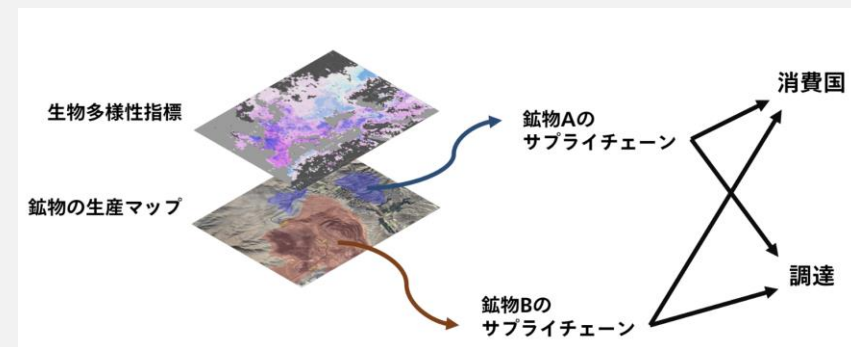 生物多様性指標
鉱物の生産マップ
鉱物Aの
サプライチェーン
鉱物Bの
サプライチェーン
消費国
調達